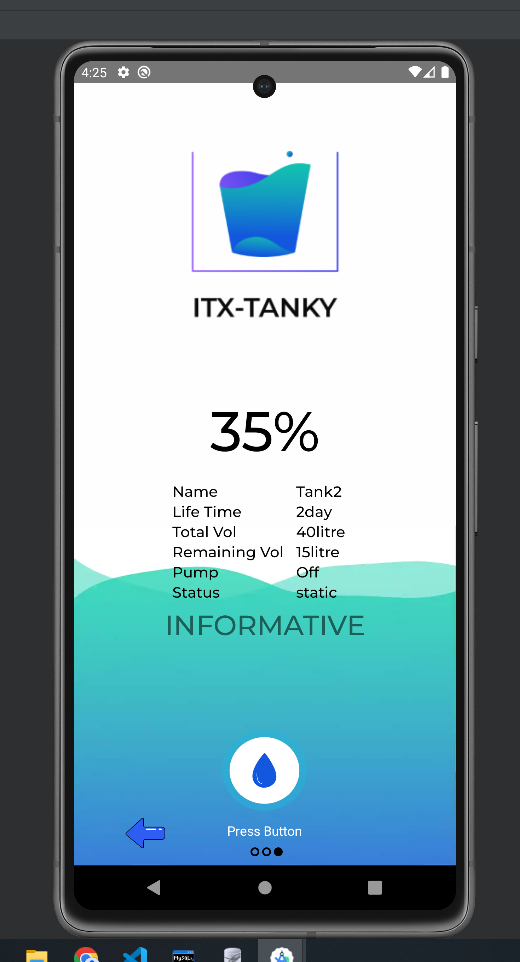 4:25
ITX-TANKY
35%
Name Tank2
Life Time 2day
Total Vol 40litre
Remaining Vol 15litre
Pump Off
Status static
INFORMATIVE
Press Button
MySQL